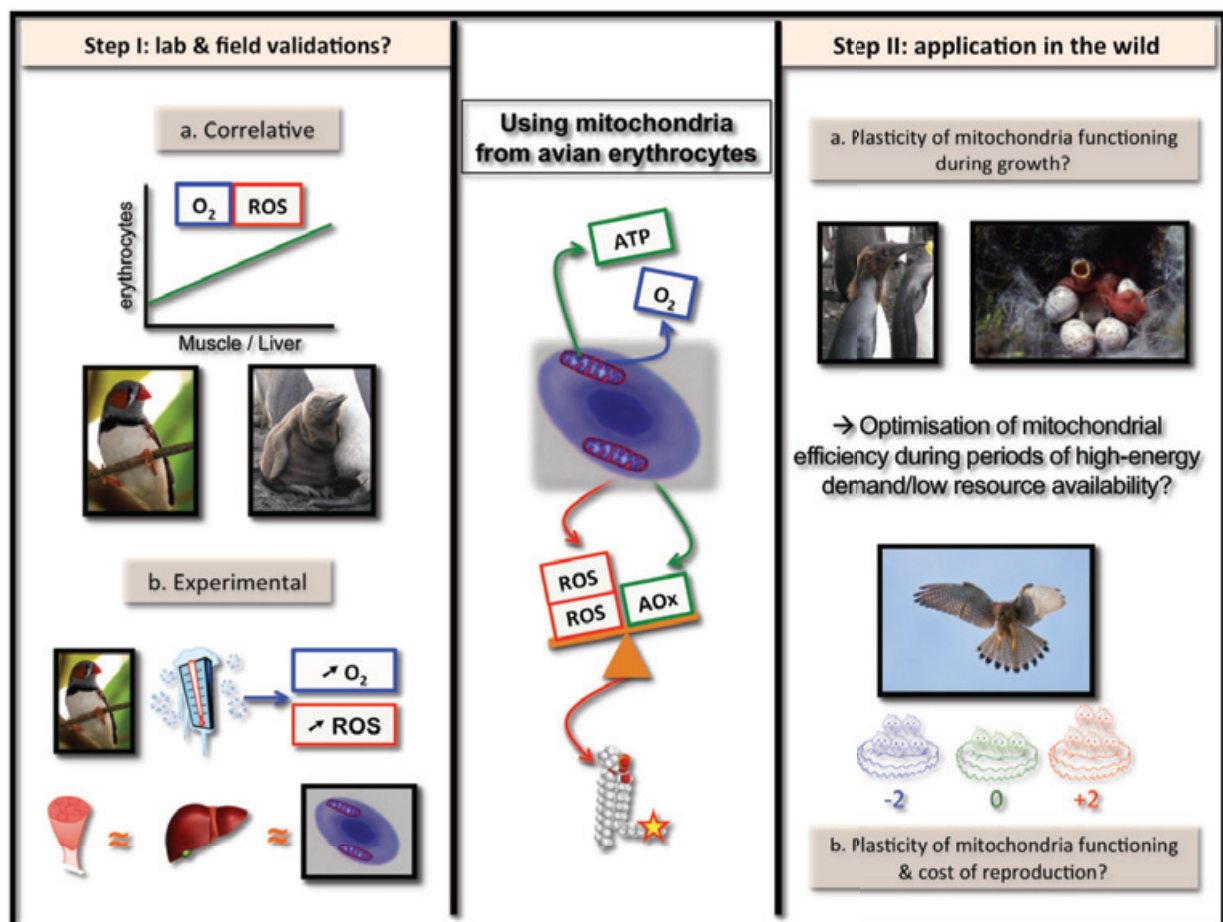 Step I: lab & field validations?
a. Correlative
O₂ ROS
erythrocytes
Muscle / Liver
b. Experimental
↗ O₂
↗ ROS
≈ ≈
Using mitochondria
from avian erythrocytes
ATP
O₂
ROS
ROS
AOx
Step II: application in the wild
a. Plasticity of mitochondria functioning
during growth?
→ Optimisation of mitochondrial
efficiency during periods of high-energy
demand/low resource availability?
-2 0 +2
b. Plasticity of mitochondria functioning
& cost of reproduction?